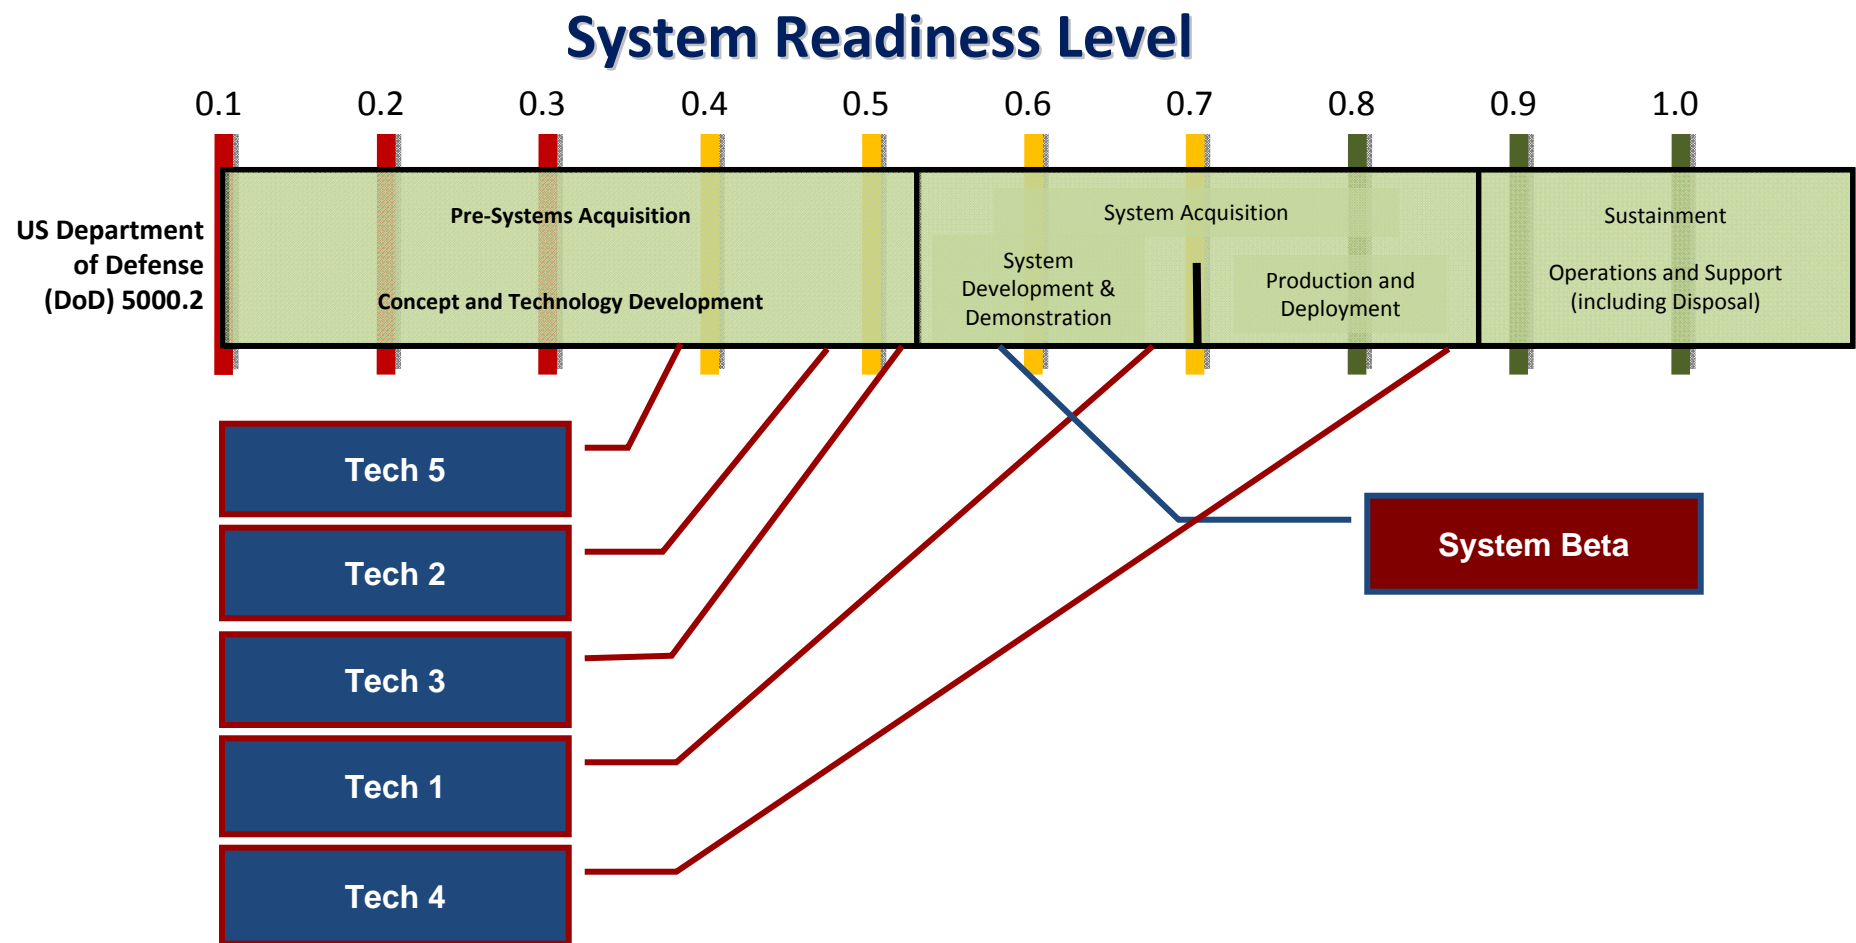 System Readiness Level
0.1 0.2 0.3 0.4 0.5 0.6 0.7 0.8 0.9 1.0
US Department
of Defense
(DoD) 5000.2
Pre-Systems Acquisition
Concept and Technology Development
System Acquisition
System
Development &
Demonstration
Production and
Deployment
Sustainment
Operations and Support
(including Disposal)
Tech 5
Tech 2
Tech 3
Tech 1
Tech 4
System Beta